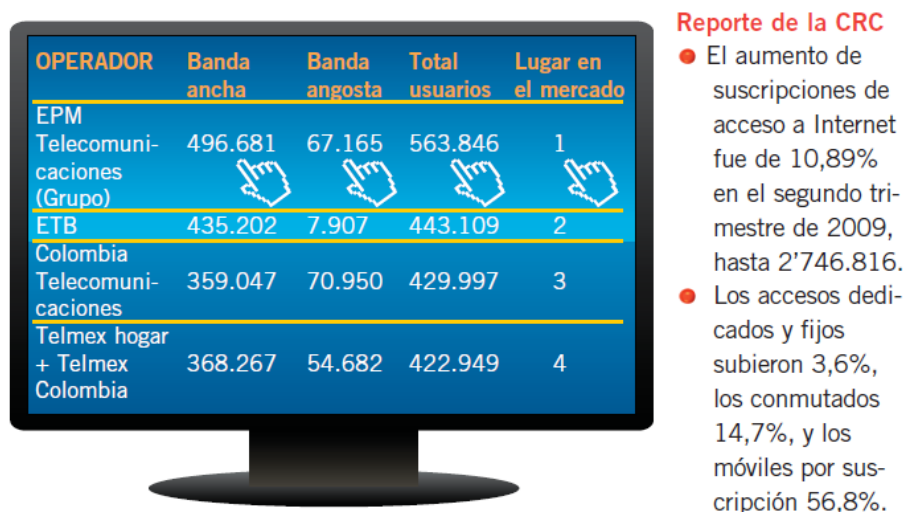 OPERADOR Banda ancha Banda angosta Total usuarios Lugar en el mercado
EPM Telecomuni-caciones (Grupo) 496.681 67.165 563.846 1
ETB 435.202 7.907 443.109 2
Colombia Telecomuni-caciones 359.047 70.950 429.997 3
Telmex hogar + Telmex Colombia 368.267 54.682 422.949 4
Reporte de la CRC
El aumento de
suscripciones de
acceso a Internet
fue de 10,89%
en el segundo tri-
mestre de 2009,
hasta 2’746.816.
Los accesos dedi-
cados y fijos
subieron 3,6%,
los conmutados
14,7%, y los
móviles por sus-
cripción 56,8%.